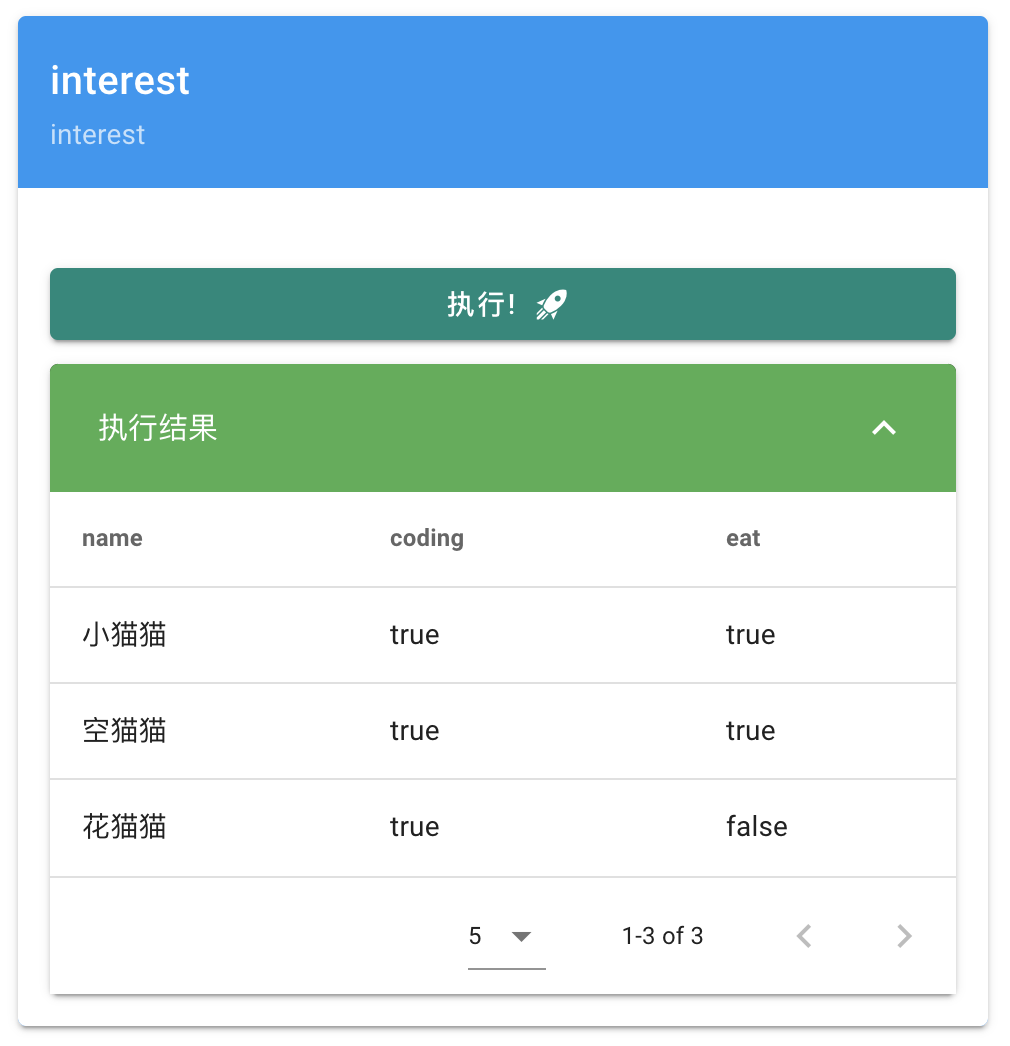 interest
interest
执行!
执行结果
name coding eat
小猫猫 true true
空猫猫 true true
花猫猫 true false
5 1-3 of 3